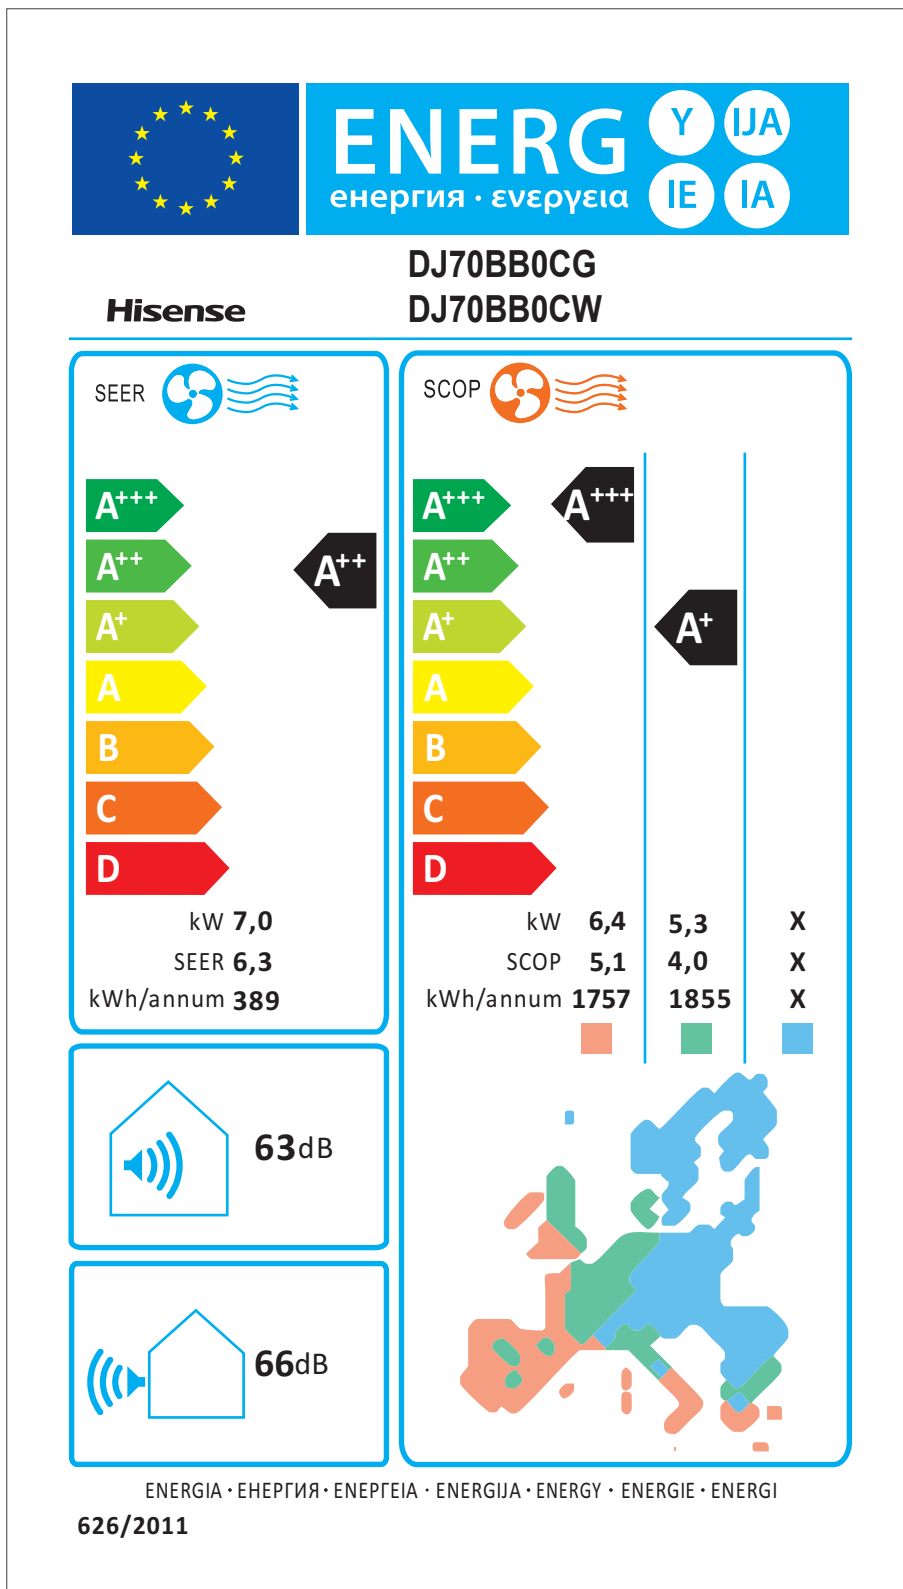 ENERG
енергия · ενεργεια
Y IJA
IE IA
DJ70BB0CG
Hisense DJ70BB0CW
SEER
A+++
A++
A+
A
B
C
D
A++
kW 7,0
SEER 6,3
kWh/annum 389
SCOP
A+++
A++
A+
A
B
C
D
A+++
A+
kW 6,4 5,3 X
SCOP 5,1 4,0 X
kWh/annum 1757 1855 X
63dB
66dB
ENERGIA · ЕНЕРГИЯ · ΕΝΕΡΓΕΙΑ · ENERGIJA · ENERGY · ENERGIE · ENERGI
626/2011